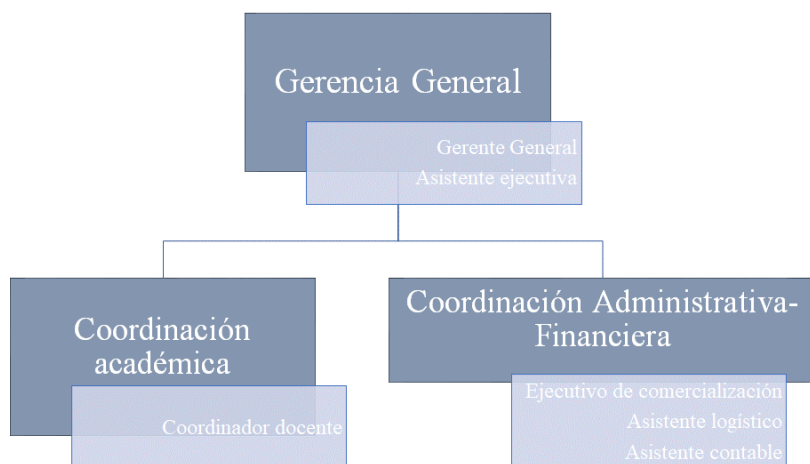 Gerencia General
Gerente General
Asistente ejecutiva
Coordinación
académica
Coordinador docente
Coordinación Administrativa-
Financiera
Ejecutivo de comercialización
Asistente logístico
Asistente contable